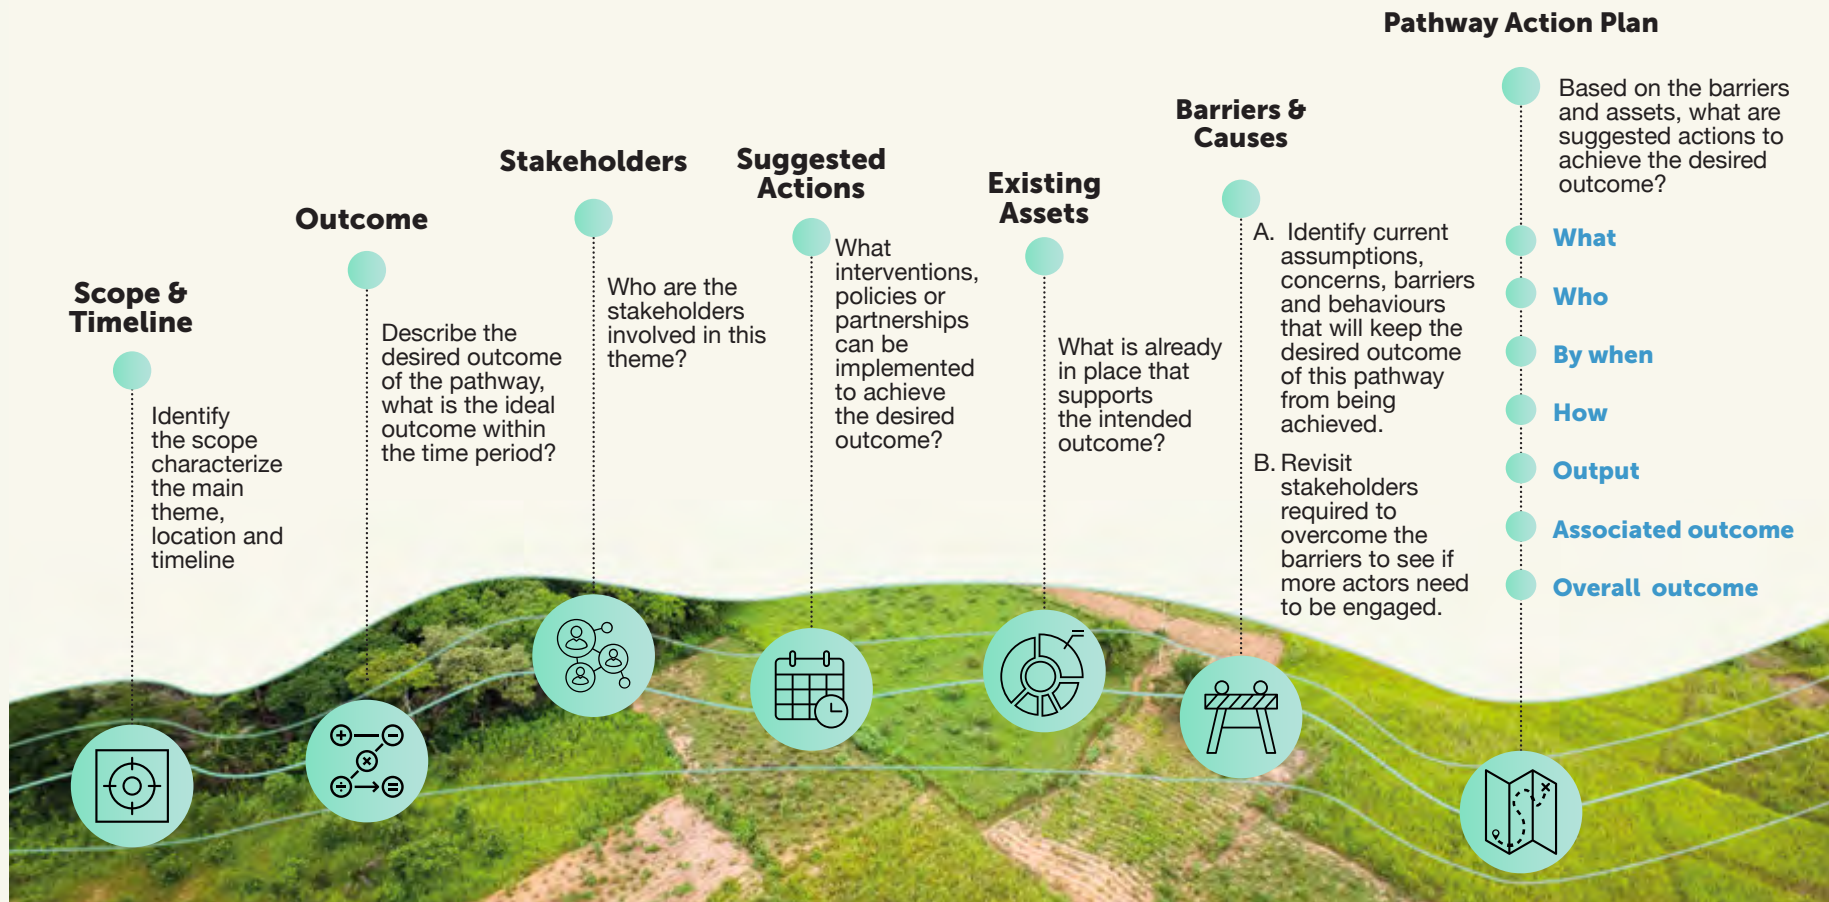 Scope &
Timeline
Identify
the scope
characterize
the main
theme,
location and
timeline
Outcome
Describe the
desired outcome
of the pathway,
what is the ideal
outcome within
the time period?
Stakeholders
Who are the
stakeholders
involved in this
theme?
Suggested
Actions
What
interventions,
policies or
partnerships
can be
implemented
to achieve
the desired
outcome?
Existing
Assets
What is already
in place that
supports
the intended
outcome?
Barriers &
Causes
A. Identify current
assumptions,
concerns, barriers
and behaviours
that will keep the
desired outcome
of this pathway
from being
achieved.
B. Revisit
stakeholders
required to
overcome the
barriers to see if
more actors need
to be engaged.
Pathway Action Plan
Based on the barriers
and assets, what are
suggested actions to
achieve the desired
outcome?
What
Who
By when
How
Output
Associated outcome
Overall outcome